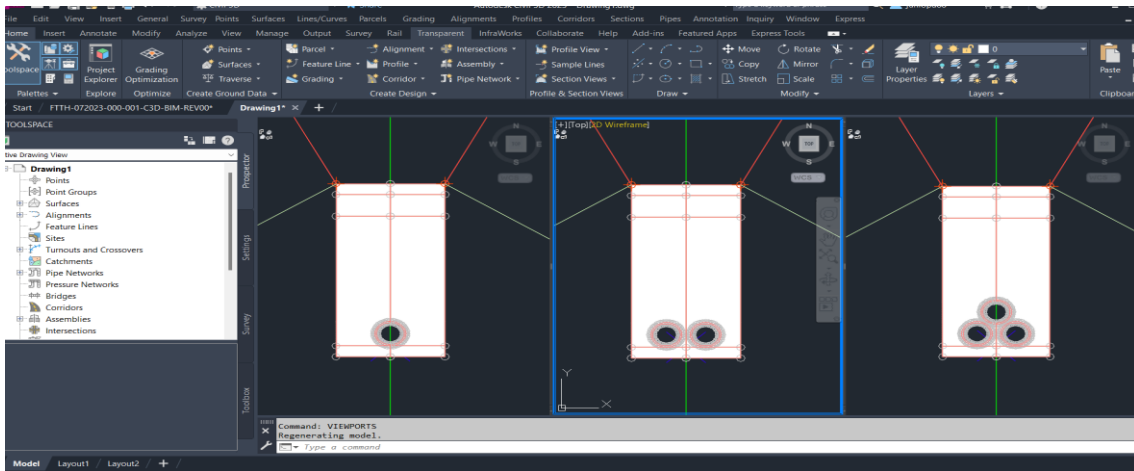 File Edit View Insert General Survey Points Surfaces Lines/Curves Parcels Grading Alignments Profiles Corridors Sections Pipes Annotation Inquiry Window Express
Home Insert Annotate Modify Analyze View Manage Output Survey Rail Transparent InfraWorks Collaborate Help Add-ins Featured Apps Express Tools
Points Parcel Alignment Intersections Profile View Move Rotate
Toolspace Project Explorer Grading Optimization Surfaces Feature Line Profile Assembly Sample Lines Copy Mirror Layer Properties Paste
Traverse Grading Corridor Pipe Network Section Views Stretch Scale
0
Palettes Explore Optimize Create Ground Data Create Design Profile & Section Views Draw Modify Layers Clipboa
Start FTTH-072023-000-001-C3D-BIM-REV00* Drawing1* × +
TOOLSPACE
tive Drawing View
Drawing1
Points
Point Groups
Surfaces
Alignments
Feature Lines
Sites
Turnouts and Crossovers
Catchments
Pipe Networks
Pressure Networks
Bridges
Corridors
Assemblies
Intersections
Prospector
Settings
Survey
Toolbox
[+][Top][2D Wireframe]
N
W TOP E
S
WCS
Y
X
Command: VIEWPORTS
Regenerating model.
Type a command
Model Layout1 Layout2 +